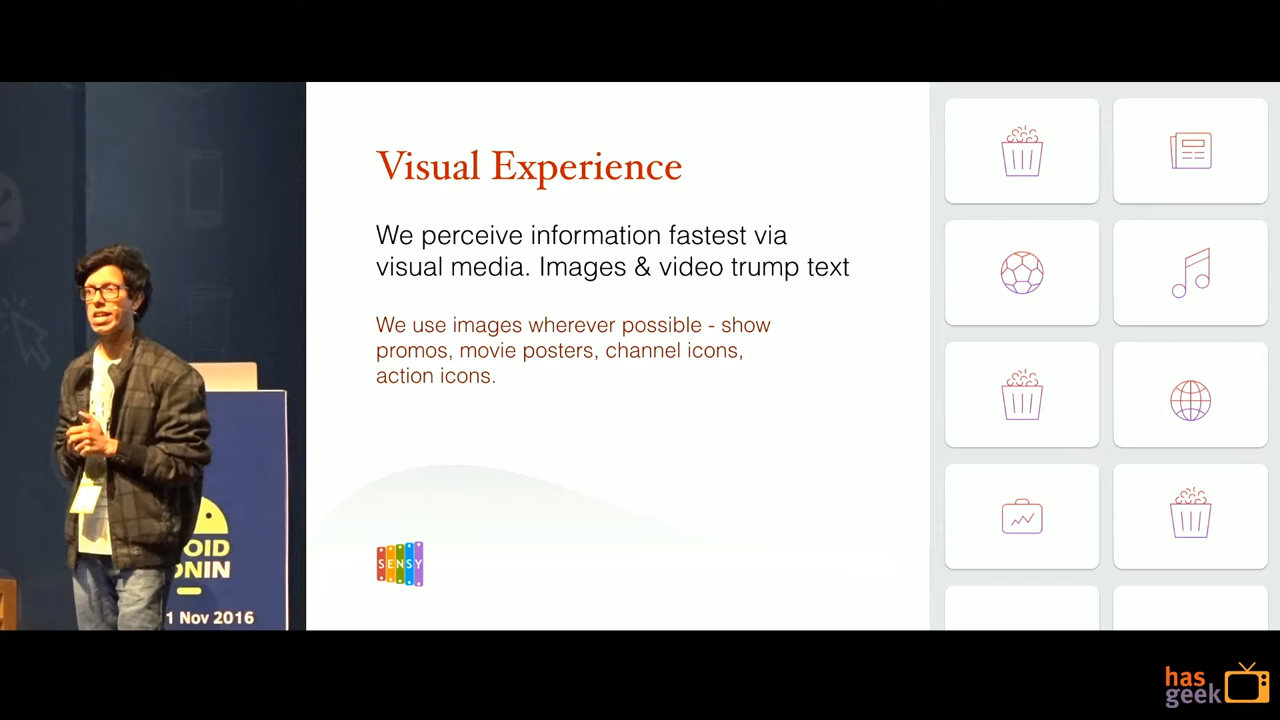 Visual Experience
We perceive information fastest via
visual media. Images & video trump text
We use images wherever possible - show
promos, movie posters, channel icons,
action icons.
SENSY
OID
ONIN
1 Nov 2016
has
geek